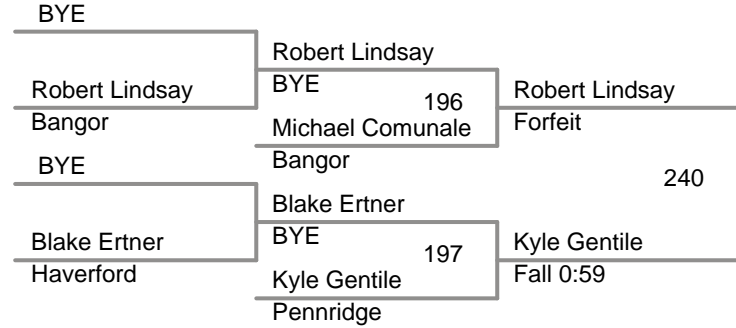 BYE
Robert Lindsay
Bangor
Robert Lindsay
BYE
196
Michael Comunale
Bangor
Robert Lindsay
Forfeit
BYE
Blake Ertner
Haverford
Blake Ertner
BYE
197
Kyle Gentile
Pennridge
Kyle Gentile
Fall 0:59
240